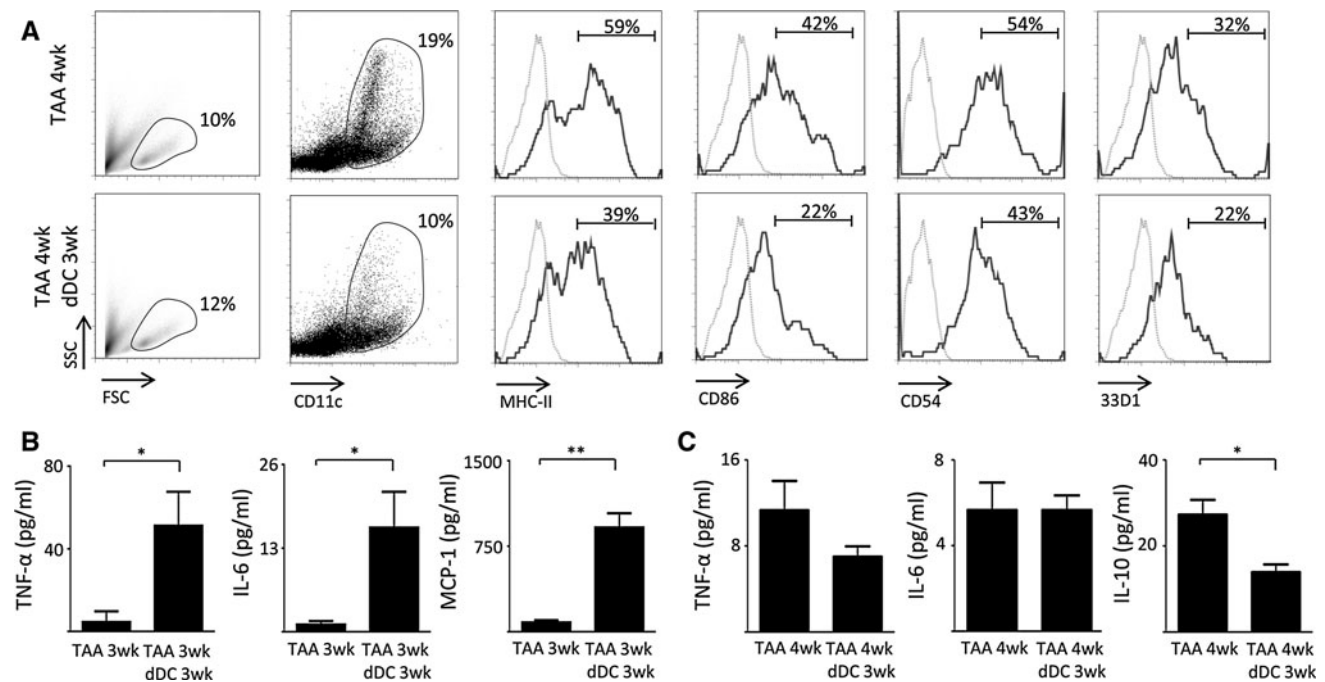 A
TAA 4wk
10%
19%
59%
42%
54%
32%
TAA 4wk
dDC 3wk
12%
10%
39%
22%
43%
22%
SSC
FSC
CD11c
MHC-II
CD86
CD54
33D1
B
TNF-α (pg/ml)
80
40
*
TAA 3wk
TAA 3wk
dDC 3wk
IL-6 (pg/ml)
26
13
*
TAA 3wk
TAA 3wk
dDC 3wk
MCP-1 (pg/ml)
1500
750
**
TAA 3wk
TAA 3wk
dDC 3wk
C
TNF-α (pg/ml)
16
8
0
TAA 4wk
TAA 4wk
dDC 3wk
IL-6 (pg/ml)
8
4
0
TAA 4wk
TAA 4wk
dDC 3wk
IL-10 (pg/ml)
40
20
0
*
TAA 4wk
TAA 4wk
dDC 3wk